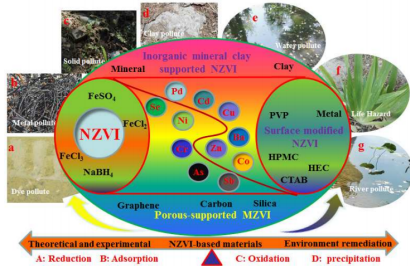 d
Clay pollute
c
Solid pollute
e
Water pollute
Inorganic mineral clay
supported NZVI
Mineral
Clay
b
Metal pollute
f
Life Hazard
FeSO4
FeCl2
NZVI
FeCl3
NaBH4
Pd
Se
Cd
Ni
Cu
Zn
Co
As
PVP
Metal
Surface modified
NZVI
HPMC
HEC
CTAB
a
Dye pollute
g
River pollute
Graphene
Carbon
Silica
Porous-supported MZVI
Theoretical and experimental
NZVI-based materials
Environment remediation
A: Reduction
B: Adsorption
C: Oxidation
D: precipitation